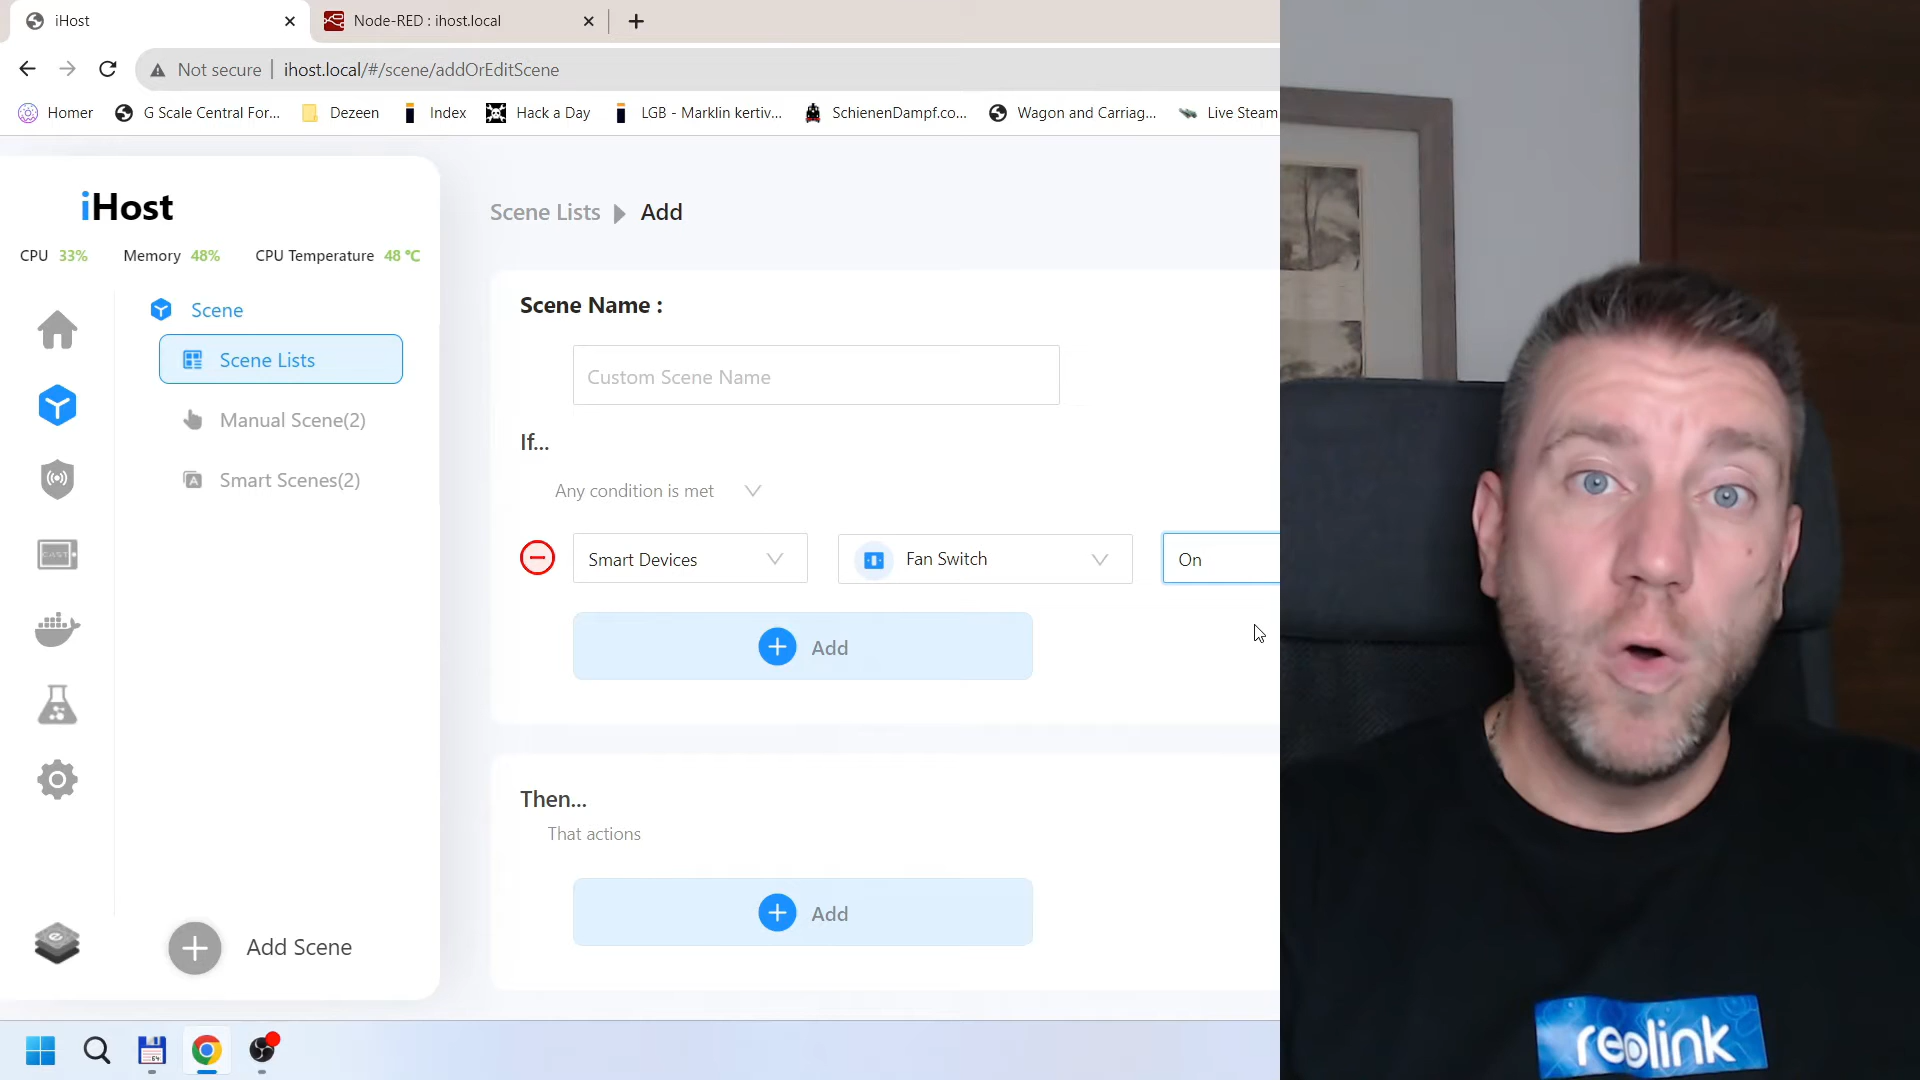 iHost
Node-RED : ihost.local
Not secure
ihost.local/#/scene/addOrEditScene
Homer
G Scale Central For...
Dezeen
Index
Hack a Day
LGB - Marklin kertiv...
SchienenDampf.co...
Wagon and Carriag...
Live Steam
iHost
CPU 33%
Memory 48%
CPU Temperature 48 °C
Scene
Scene Lists
Manual Scene(2)
Smart Scenes(2)
CAST
Add Scene
Scene Lists
Add
Scene Name :
Custom Scene Name
If...
Any condition is met
Smart Devices
Fan Switch
On
Add
Then...
That actions
Add
64
reolink